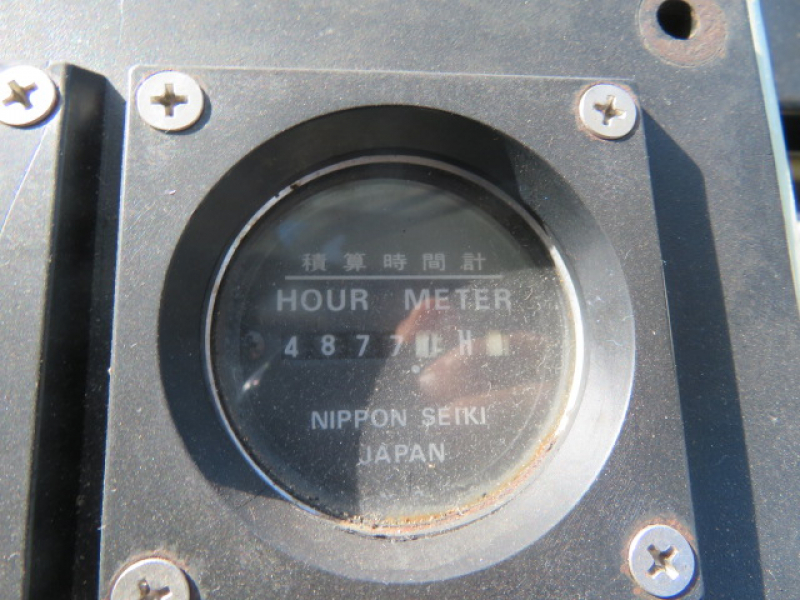 積算時間計
HOUR METER
4877 H
NIPPON SEIKI
JAPAN